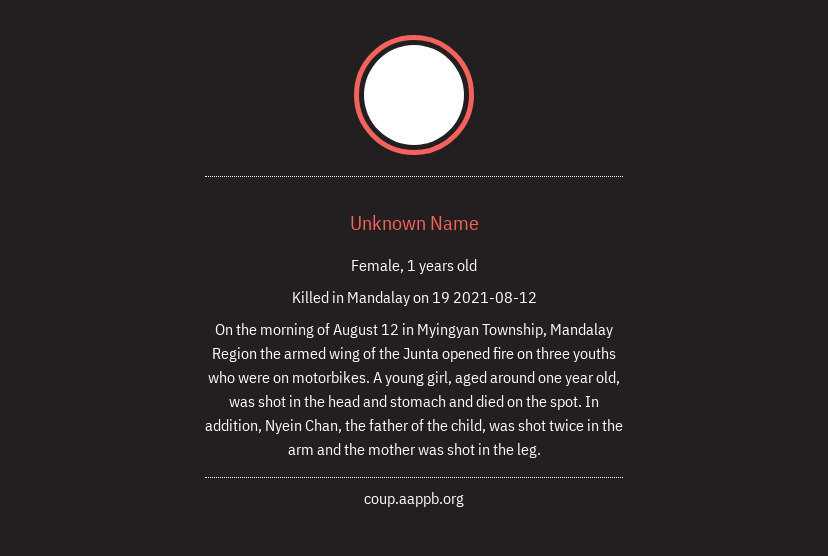 Unknown Name
Female, 1 years old
Killed in Mandalay on 19 2021-08-12
On the morning of August 12 in Myingyan Township, Mandalay
Region the armed wing of the Junta opened fire on three youths
who were on motorbikes. A young girl, aged around one year old,
was shot in the head and stomach and died on the spot. In
addition, Nyein Chan, the father of the child, was shot twice in the
arm and the mother was shot in the leg.
coup.aappb.org